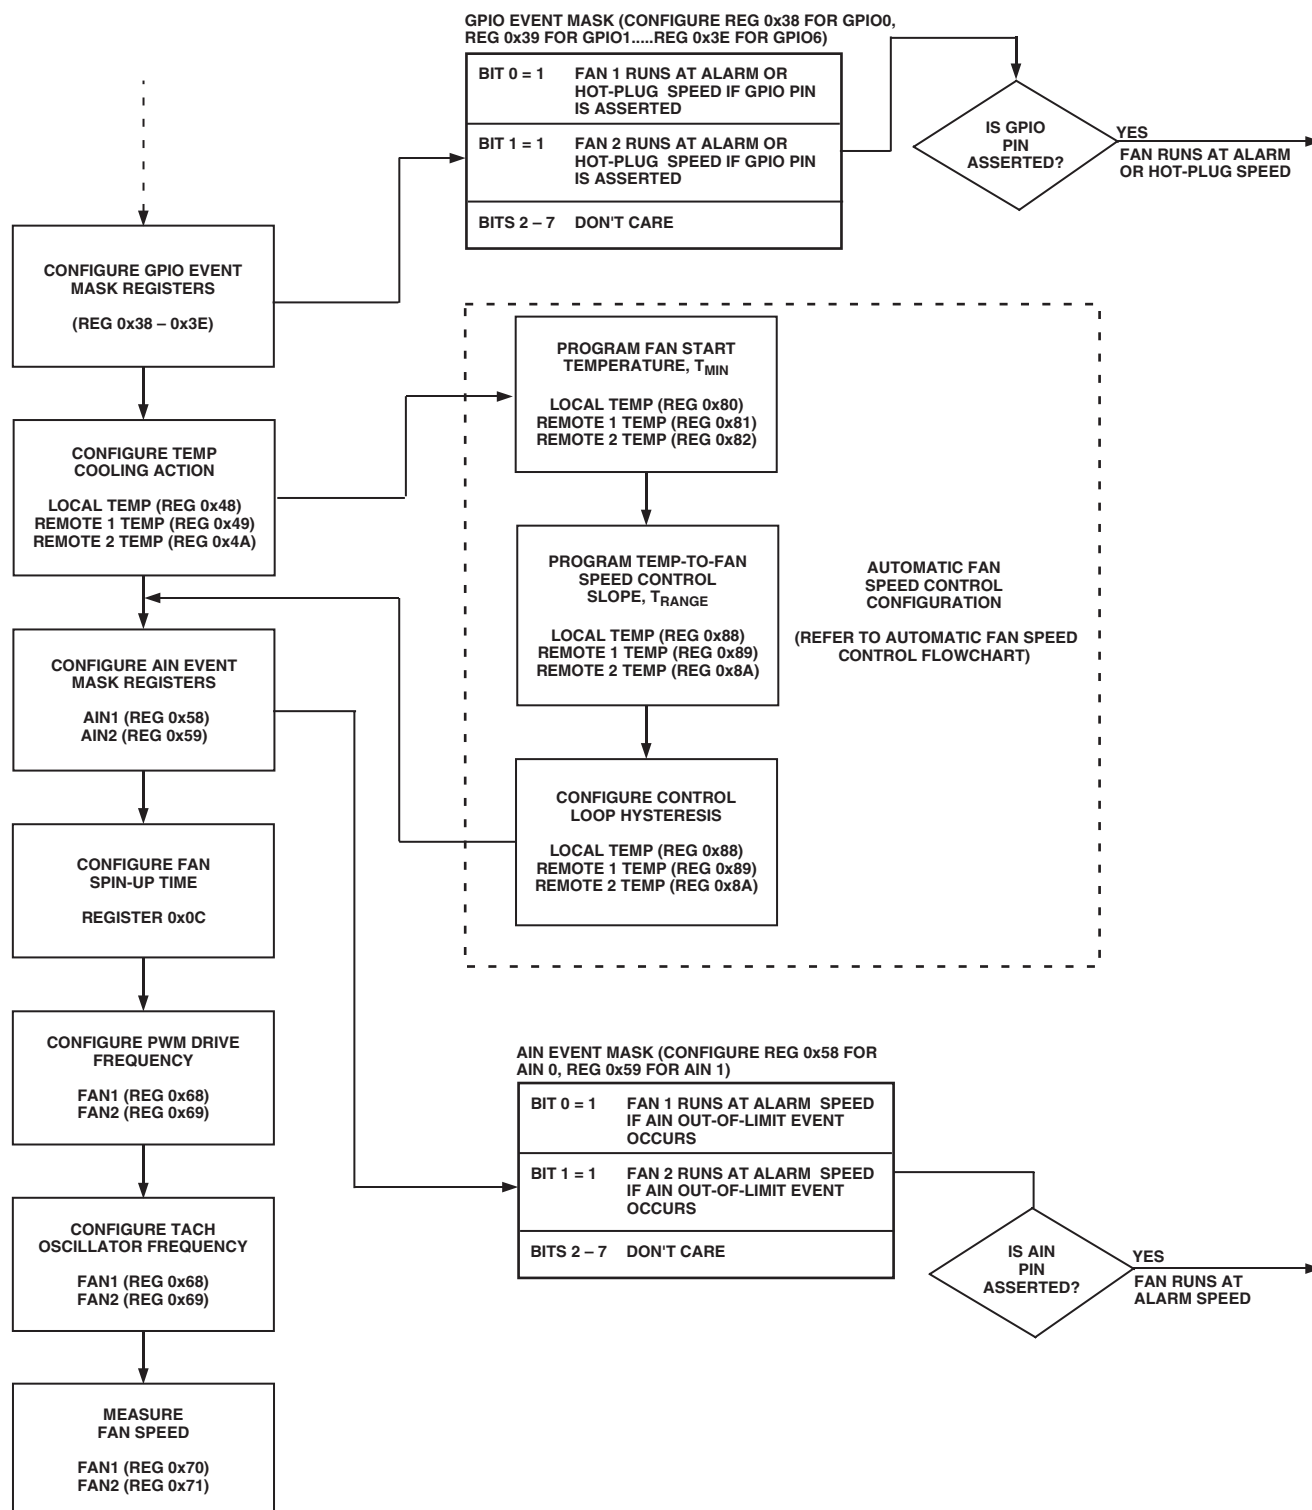 GPIO EVENT MASK (CONFIGURE REG 0x38 FOR GPIO0,
REG 0x39 FOR GPIO1.....REG 0x3E FOR GPIO6)
BIT 0 = 1 FAN 1 RUNS AT ALARM OR
HOT-PLUG SPEED IF GPIO PIN
IS ASSERTED
BIT 1 = 1 FAN 2 RUNS AT ALARM OR
HOT-PLUG SPEED IF GPIO PIN
IS ASSERTED
BITS 2 – 7 DON'T CARE
IS GPIO
PIN
ASSERTED?
YES
FAN RUNS AT ALARM
OR HOT-PLUG SPEED
CONFIGURE GPIO EVENT
MASK REGISTERS
(REG 0x38 – 0x3E)
CONFIGURE TEMP
COOLING ACTION
LOCAL TEMP (REG 0x48)
REMOTE 1 TEMP (REG 0x49)
REMOTE 2 TEMP (REG 0x4A)
PROGRAM FAN START
TEMPERATURE, TMIN
LOCAL TEMP (REG 0x80)
REMOTE 1 TEMP (REG 0x81)
REMOTE 2 TEMP (REG 0x82)
PROGRAM TEMP-TO-FAN
SPEED CONTROL
SLOPE, TRANGE
LOCAL TEMP (REG 0x88)
REMOTE 1 TEMP (REG 0x89)
REMOTE 2 TEMP (REG 0x8A)
AUTOMATIC FAN
SPEED CONTROL
CONFIGURATION
(REFER TO AUTOMATIC FAN SPEED
CONTROL FLOWCHART)
CONFIGURE CONTROL
LOOP HYSTERESIS
LOCAL TEMP (REG 0x88)
REMOTE 1 TEMP (REG 0x89)
REMOTE 2 TEMP (REG 0x8A)
CONFIGURE AIN EVENT
MASK REGISTERS
AIN1 (REG 0x58)
AIN2 (REG 0x59)
CONFIGURE FAN
SPIN-UP TIME
REGISTER 0x0C
CONFIGURE PWM DRIVE
FREQUENCY
FAN1 (REG 0x68)
FAN2 (REG 0x69)
CONFIGURE TACH
OSCILLATOR FREQUENCY
FAN1 (REG 0x68)
FAN2 (REG 0x69)
MEASURE
FAN SPEED
FAN1 (REG 0x70)
FAN2 (REG 0x71)
AIN EVENT MASK (CONFIGURE REG 0x58 FOR
AIN 0, REG 0x59 FOR AIN 1)
BIT 0 = 1 FAN 1 RUNS AT ALARM SPEED
IF AIN OUT-OF-LIMIT EVENT
OCCURS
BIT 1 = 1 FAN 2 RUNS AT ALARM SPEED
IF AIN OUT-OF-LIMIT EVENT
OCCURS
BITS 2 – 7 DON'T CARE
IS AIN
PIN
ASSERTED?
YES
FAN RUNS AT
ALARM SPEED